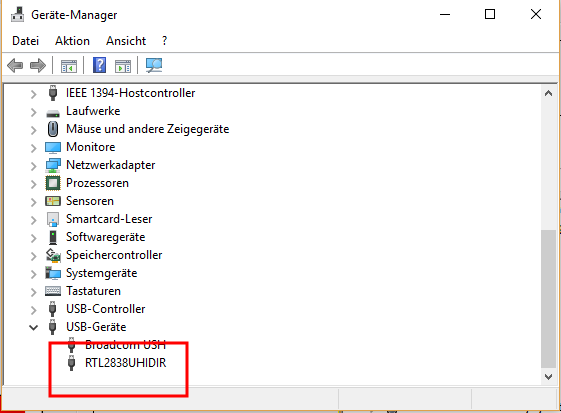 Geräte-Manager
Datei Aktion Ansicht ?
IEEE 1394-Hostcontroller
Laufwerke
Mäuse und andere Zeigegeräte
Monitore
Netzwerkadapter
Prozessoren
Sensoren
Smartcard-Leser
Softwaregeräte
Speichercontroller
Systemgeräte
Tastaturen
USB-Controller
USB-Geräte
Broadcom USH
RTL2838UHIDIR